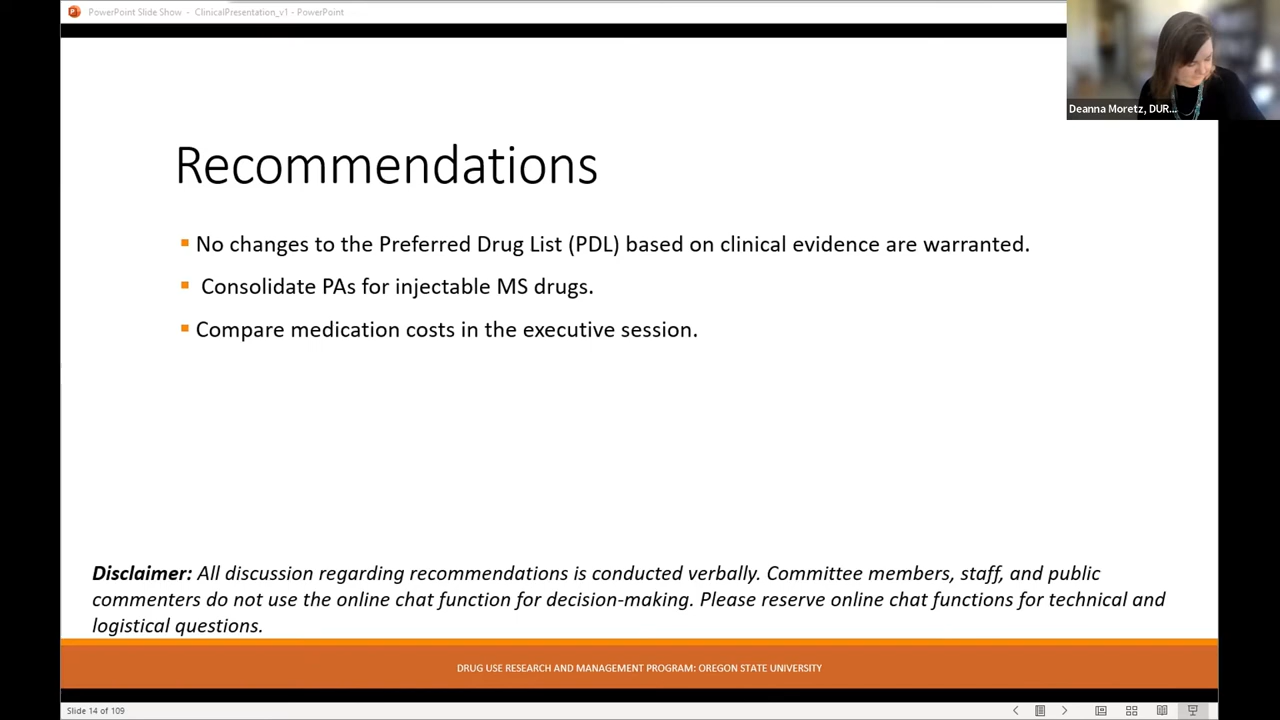 PowerPoint Slide Show - ClinicalPresentation_v1 - PowerPoint
Deanna Moretz, DUR...
Recommendations
No changes to the Preferred Drug List (PDL) based on clinical evidence are warranted.
Consolidate PAs for injectable MS drugs.
Compare medication costs in the executive session.
Disclaimer: All discussion regarding recommendations is conducted verbally. Committee members, staff, and public
commenters do not use the online chat function for decision-making. Please reserve online chat functions for technical and
logistical questions.
DRUG USE RESEARCH AND MANAGEMENT PROGRAM: OREGON STATE UNIVERSITY
Slide 14 of 109